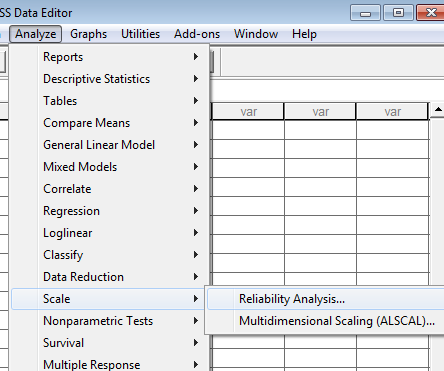 SS Data Editor
Analyze Graphs Utilities Add-ons Window Help
Reports
Descriptive Statistics
Tables
var var var
Compare Means
General Linear Model
Mixed Models
Correlate
Regression
Loglinear
Classify
Data Reduction
Scale
Reliability Analysis...
Nonparametric Tests
Multidimensional Scaling (ALSCAL)...
Survival
Multiple Response